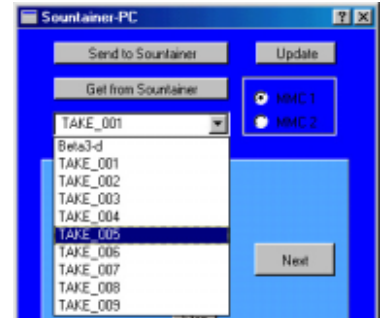 Sountainer-PC
Send to Sountainer
Update
Get from Sountainer
MMC 1
TAKE_001
MMC 2
Beta3-d
TAKE_001
TAKE_002
TAKE_003
TAKE_004
TAKE_005
TAKE_006
Next
TAKE_007
TAKE_008
TAKE_009